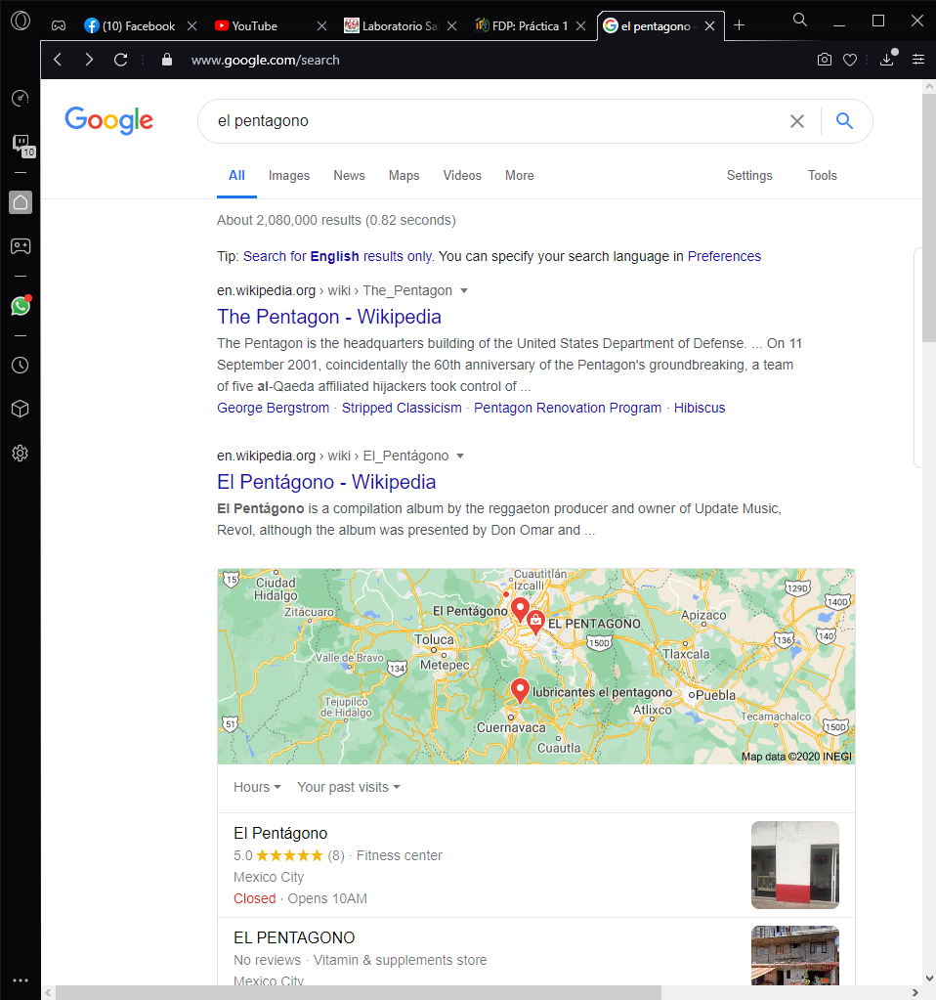 (10) Facebook
YouTube
Laboratorio Sal
FDP: Práctica 1
el pentagono -
www.google.com/search
10
Google
el pentagono
All Images News Maps Videos More Settings Tools
About 2,080,000 results (0.82 seconds)
Tip: Search for English results only. You can specify your search language in Preferences
en.wikipedia.org › wiki › The_Pentagon
The Pentagon - Wikipedia
The Pentagon is the headquarters building of the United States Department of Defense. ... On 11
September 2001, coincidentally the 60th anniversary of the Pentagon's groundbreaking, a team
of five al-Qaeda affiliated hijackers took control of ...
George Bergstrom · Stripped Classicism · Pentagon Renovation Program · Hibiscus
en.wikipedia.org › wiki › El_Pentágono
El Pentágono - Wikipedia
El Pentágono is a compilation album by the reggaeton producer and owner of Update Music,
Revol, although the album was presented by Don Omar and ...
15
Ciudad
Hidalgo
Zitácuaro
Cuautitlán
Izcalli
129D
140D
El Pentágono
EL PENTAGONO
Apizaco
Toluca
150D
136
140
Valle de Bravo
134
Metepec
Tlaxcala
lubricantes el pentagono
Puebla
Tejupilco
de Hidalgo
Atlixco
51
Cuernavaca
Tecamachalco
150D
Cuautla
Map data ©2020 INEGI
Hours Your past visits
El Pentágono
5.0 (8) · Fitness center
Mexico City
Closed · Opens 10AM
EL PENTAGONO
No reviews · Vitamin & supplements store
Mexico City